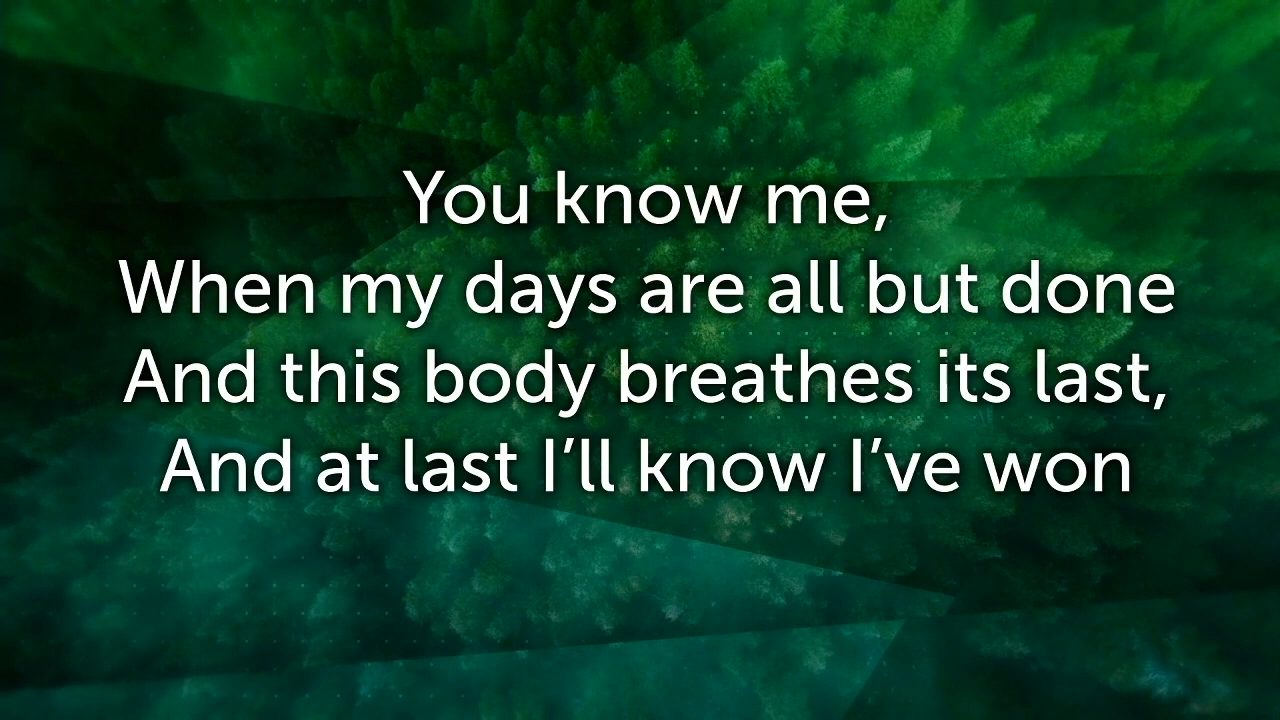 You know me,
When my days are all but done
And this body breathes its last,
And at last I’ll know I’ve won